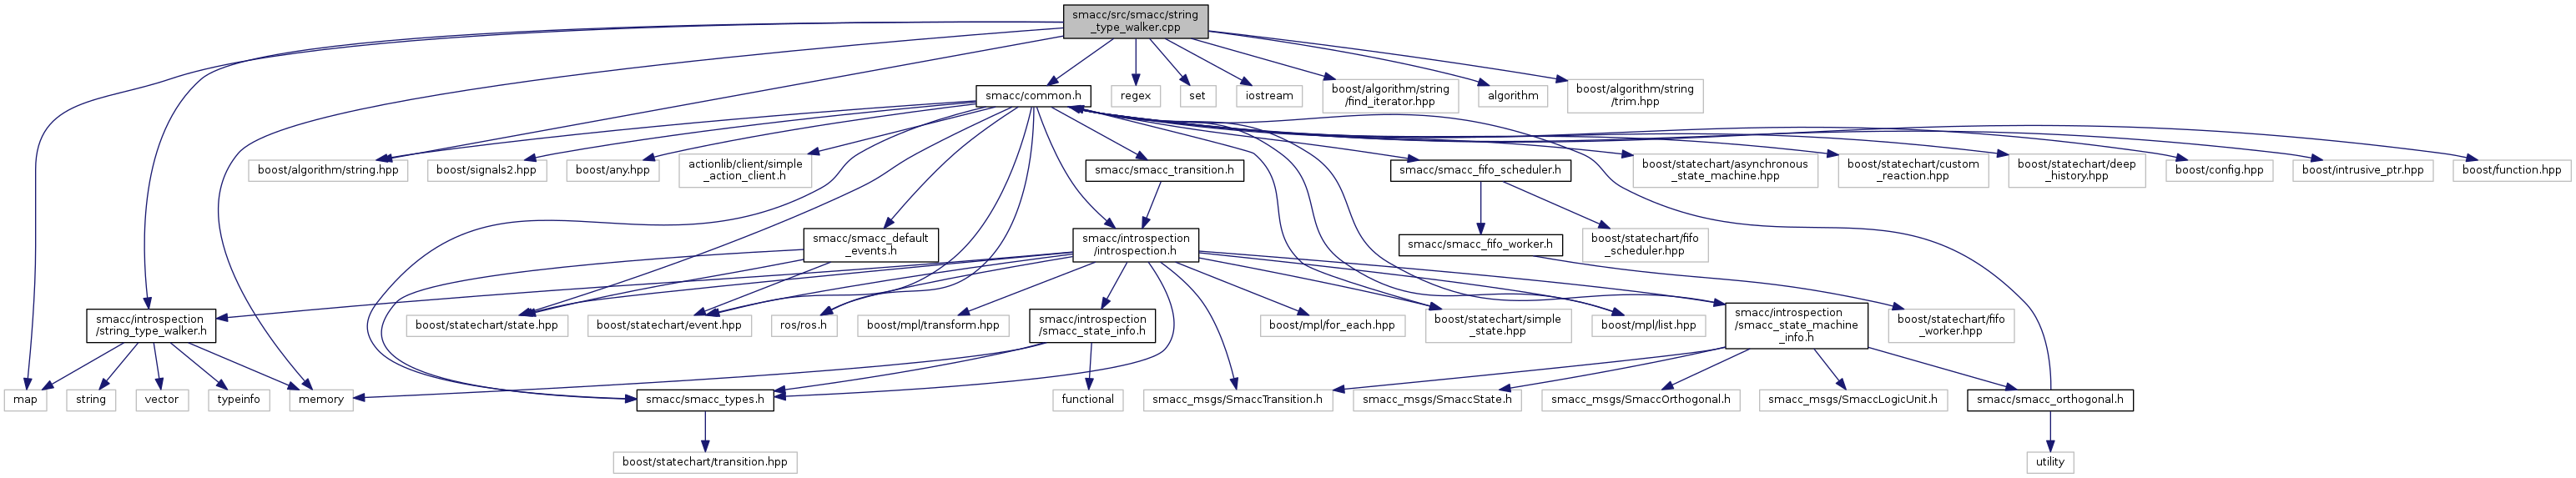 smacc/src/smacc/string
_type_walker.cpp
smacc/common.h
regex
set
iostream
boost/algorithm/string
/find_iterator.hpp
algorithm
boost/algorithm/string
/trim.hpp
boost/algorithm/string.hpp
boost/signals2.hpp
boost/any.hpp
actionlib/client/simple
_action_client.h
smacc/smacc_transition.h
smacc/smacc_fifo_scheduler.h
boost/statechart/asynchronous
_state_machine.hpp
boost/statechart/custom
_reaction.hpp
boost/statechart/deep
_history.hpp
boost/config.hpp
boost/intrusive_ptr.hpp
boost/function.hpp
smacc/smacc_default
_events.h
smacc/introspection
/introspection.h
smacc/smacc_fifo_worker.h
boost/statechart/fifo
_scheduler.hpp
smacc/introspection
/string_type_walker.h
boost/statechart/state.hpp
boost/statechart/event.hpp
ros/ros.h
boost/mpl/transform.hpp
smacc/introspection
/smacc_state_info.h
boost/mpl/for_each.hpp
boost/statechart/simple
_state.hpp
boost/mpl/list.hpp
smacc/introspection
/smacc_state_machine
_info.h
boost/statechart/fifo
_worker.hpp
map
string
vector
typeinfo
memory
smacc/smacc_types.h
functional
smacc_msgs/SmaccTransition.h
smacc_msgs/SmaccState.h
smacc_msgs/SmaccOrthogonal.h
smacc_msgs/SmaccLogicUnit.h
smacc/smacc_orthogonal.h
boost/statechart/transition.hpp
utility